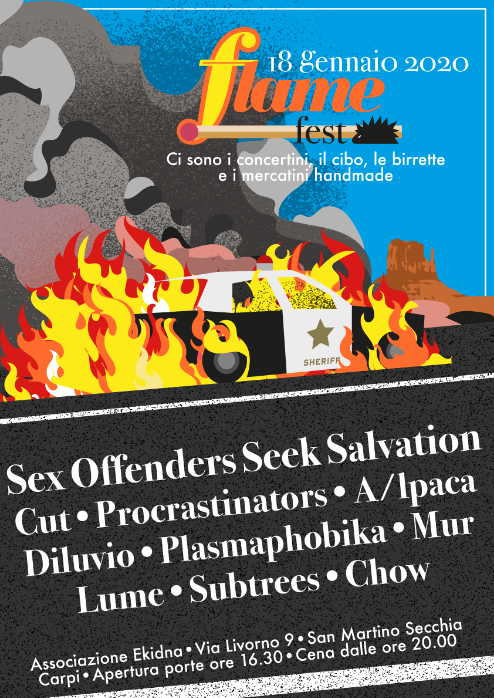 18 gennaio 2020
flame
fest
Ci sono i concertini, il cibo, le birrette
e i mercatini handmade
SHERIFF
Sex Offenders Seek Salvation
Cut • Procrastinators • A/lpaca
Diluvio • Plasmaphobika • Mur
Lume • Subtrees • Chow
Associazione Ekidna • Via Livorno 9 • San Martino Secchia
Carpi • Apertura porte ore 16.30 • Cena dalle ore 20.00